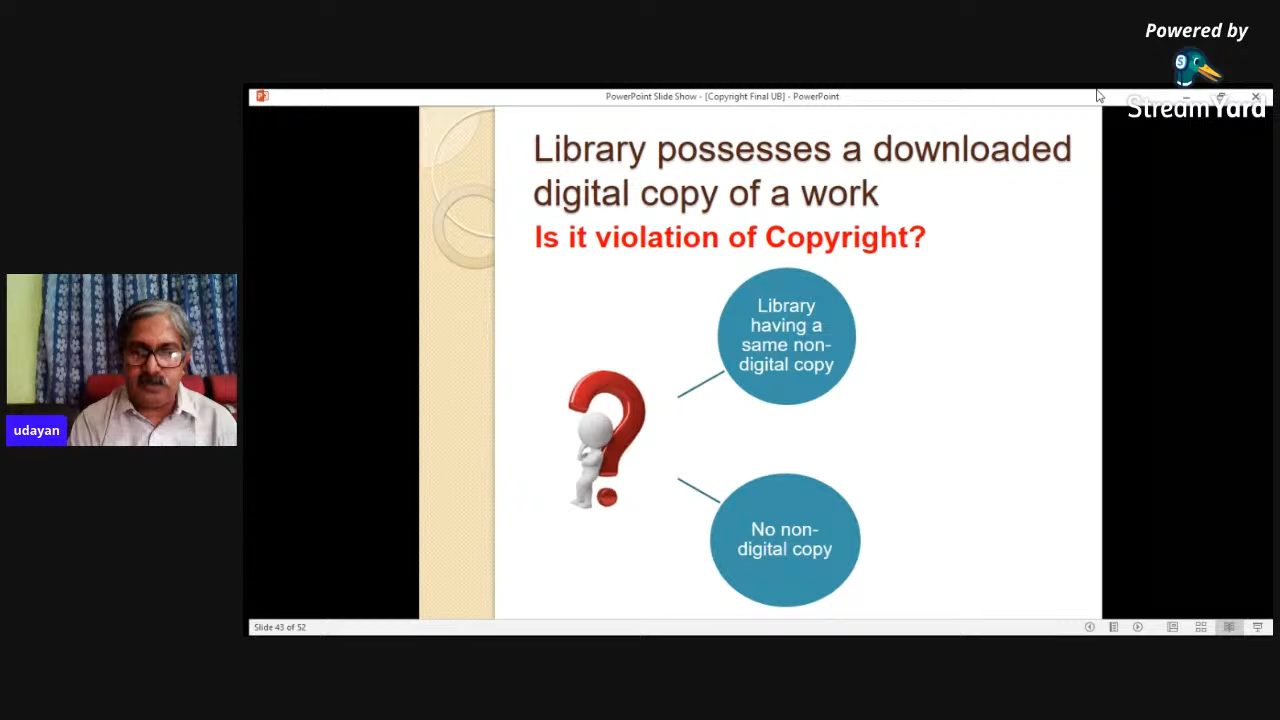 Powered by
StreamYard
PowerPoint Slide Show - [Copyright Final UB] - PowerPoint
Library possesses a downloaded
digital copy of a work
Is it violation of Copyright?
Library
having a
same non-
digital copy
udayan
No non-
digital copy
Slide 43 of 52